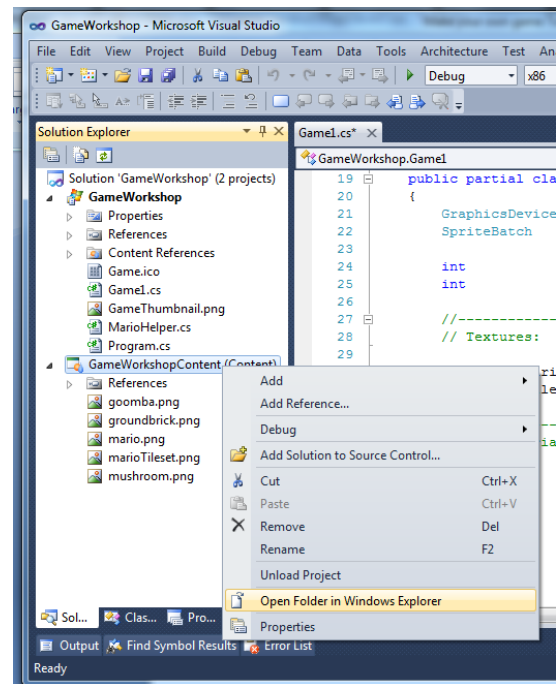 GameWorkshop - Microsoft Visual Studio
File Edit View Project Build Debug Team Data Tools Architecture Test An
Debug x86
Solution Explorer
Game1.cs*
GameWorkshop.Game1
Solution 'GameWorkshop' (2 projects)
GameWorkshop
Properties
References
Content References
Game.ico
Game1.cs
GameThumbnail.png
MarioHelper.cs
Program.cs
GameWorkshopContent (Content)
References
goomba.png
groundbrick.png
mario.png
marioTileset.png
mushroom.png
19 public partial cla
20 {
21 GraphicsDevice
22 SpriteBatch
23
24 int
25 int
26
27 //-------------
28 // Textures:
29
Add
Add Reference...
Debug
Add Solution to Source Control...
Cut Ctrl+X
Paste Ctrl+V
Remove Del
Rename F2
Unload Project
Open Folder in Windows Explorer
Properties
Sol... Clas... Pro...
Output Find Symbol Results Error List
Ready